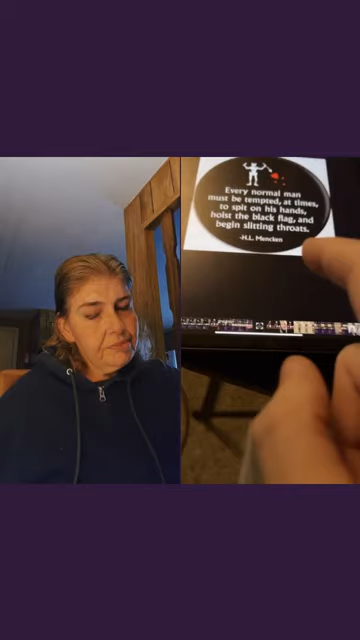 Every normal man
must be tempted, at times,
to spit on his hands,
hoist the black flag, and
begin slitting throats.
-H.L. Mencken